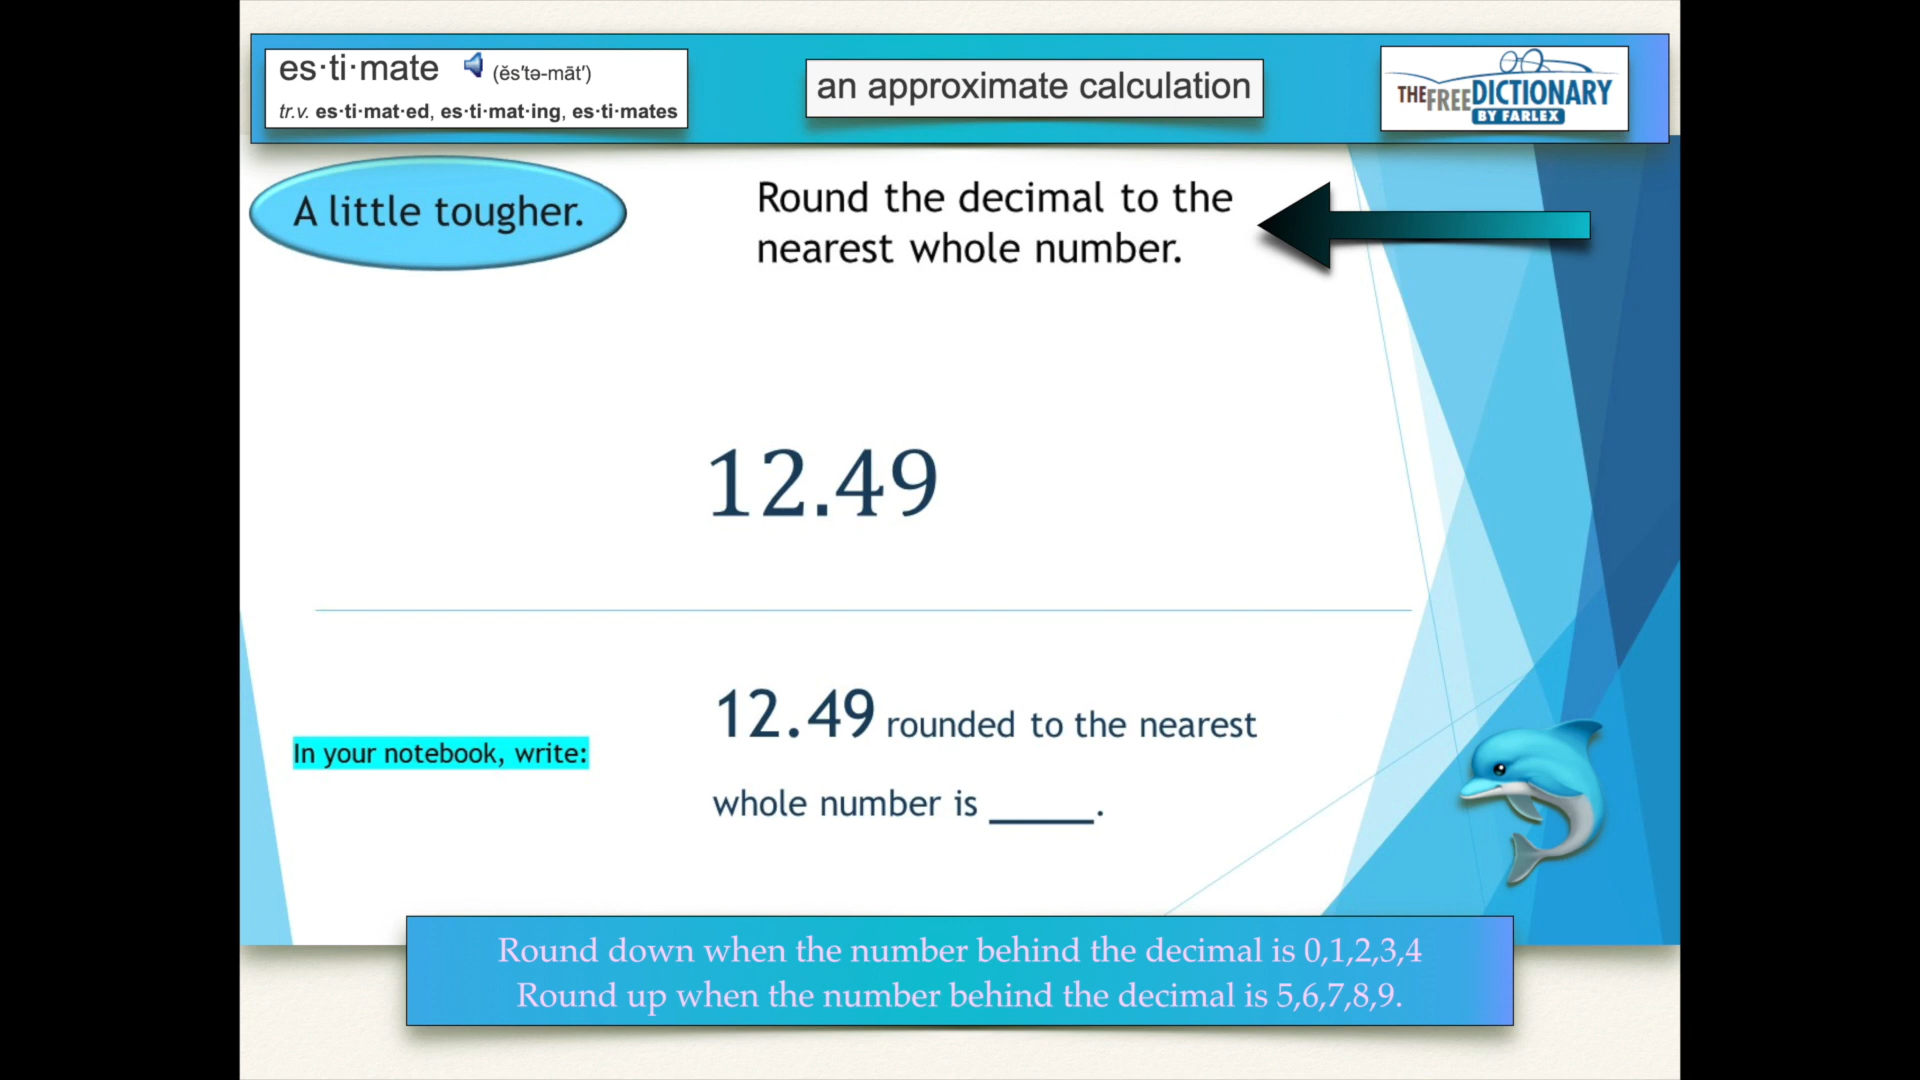 es·ti·mate (ĕs′tə-māt′)
tr.v. es·ti·mat·ed, es·ti·mat·ing, es·ti·mates
an approximate calculation
THEFREEDICTIONARY
BY FARLEX
A little tougher.
Round the decimal to the
nearest whole number.
12.49
In your notebook, write:
12.49 rounded to the nearest
whole number is _____.
Round down when the number behind the decimal is 0,1,2,3,4
Round up when the number behind the decimal is 5,6,7,8,9.